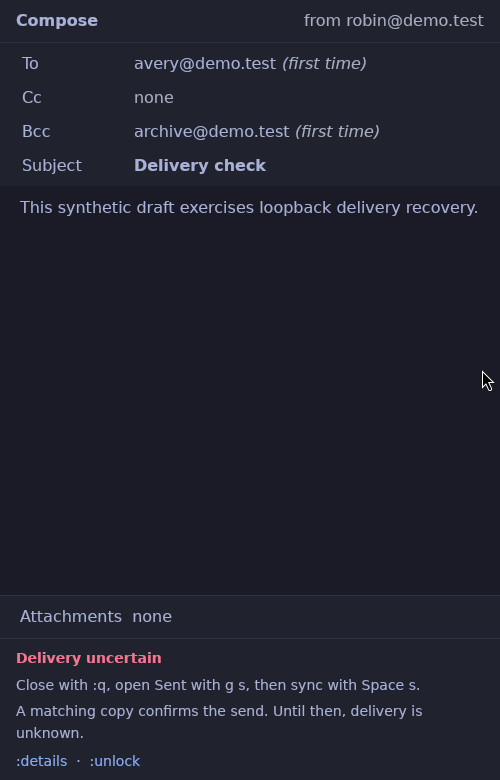 Compose from robin@demo.test
To avery@demo.test (first time)
Cc none
Bcc archive@demo.test (first time)
Subject Delivery check
This synthetic draft exercises loopback delivery recovery.
Attachments none
Delivery uncertain
Close with :q, open Sent with g s, then sync with Space s.
A matching copy confirms the send. Until then, delivery is
unknown.
:details · :unlock